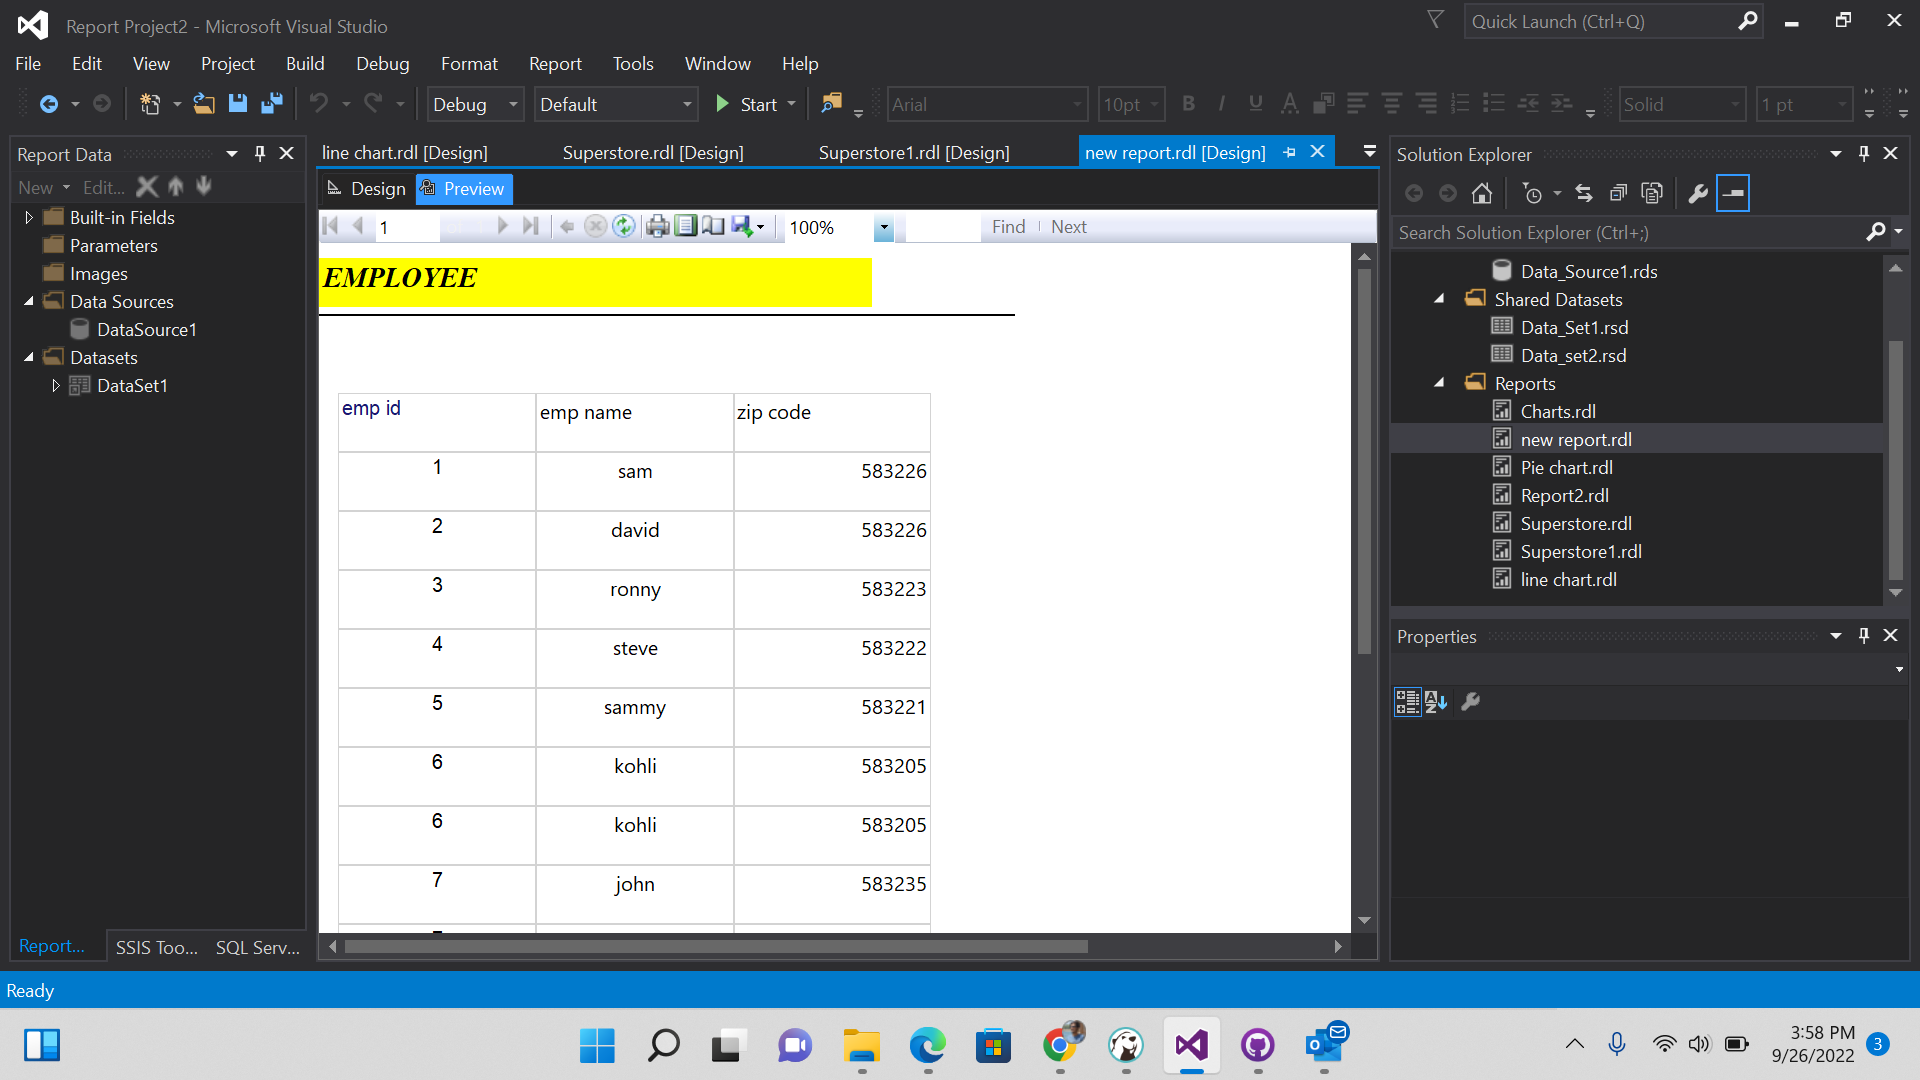 Report Project2 - Microsoft Visual Studio
Quick Launch (Ctrl+Q)
File Edit View Project Build Debug Format Report Tools Window Help
Debug Default Start Arial 10pt B I U A Solid 1 pt
Report Data
New Edit...
Built-in Fields
Parameters
Images
Data Sources
DataSource1
Datasets
DataSet1
Report... SSIS Too... SQL Serv...
line chart.rdl [Design] Superstore.rdl [Design] Superstore1.rdl [Design] new report.rdl [Design]
Design Preview
1 100% Find Next
EMPLOYEE
emp id emp name zip code
1 sam 583226
2 david 583226
3 ronny 583223
4 steve 583222
5 sammy 583221
6 kohli 583205
6 kohli 583205
7 john 583235
Solution Explorer
Search Solution Explorer (Ctrl+;)
Data_Source1.rds
Shared Datasets
Data_Set1.rsd
Data_set2.rsd
Reports
Charts.rdl
new report.rdl
Pie chart.rdl
Report2.rdl
Superstore.rdl
Superstore1.rdl
line chart.rdl
Properties
Ready
3:58 PM
9/26/2022
3